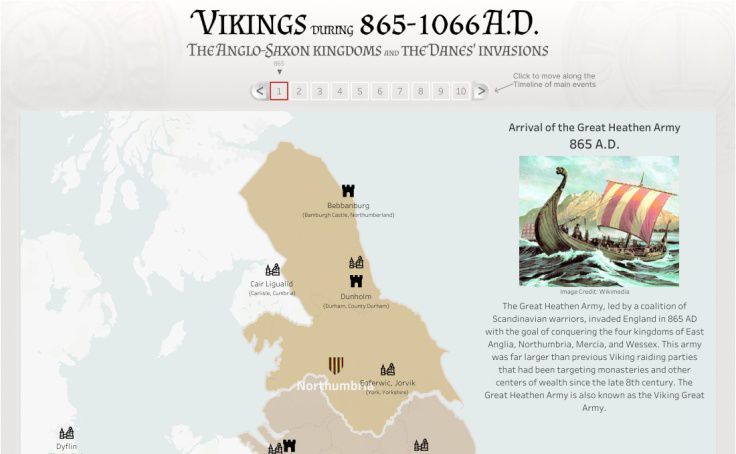 VIKINGS DURING 865-1066 A.D.
THE ANGLO-SAXON KINGDOMS AND THE DANES' INVASIONS
865
< 1 2 3 4 5 6 7 8 9 10 >
Click to move along the
Timeline of main events
Arrival of the Great Heathen Army
865 A.D.
Image Credit: Wikimedia
The Great Heathen Army, led by a coalition of
Scandinavian warriors, invaded England in 865 AD
with the goal of conquering the four kingdoms of East
Anglia, Northumbria, Mercia, and Wessex. This army
was far larger than previous Viking raiding parties
that had been targeting monasteries and other
centers of wealth since the late 8th century. The
Great Heathen Army is also known as the Viking Great
Army.
Bebbanburg
(Bamburgh Castle, Northumberland)
Cair Ligualid
(Carlisle, Cumbria)
Dunholm
(Durham, County Durham)
Northumbria
Eoferwic, Jorvik
(York, Yorkshire)
Dyflin